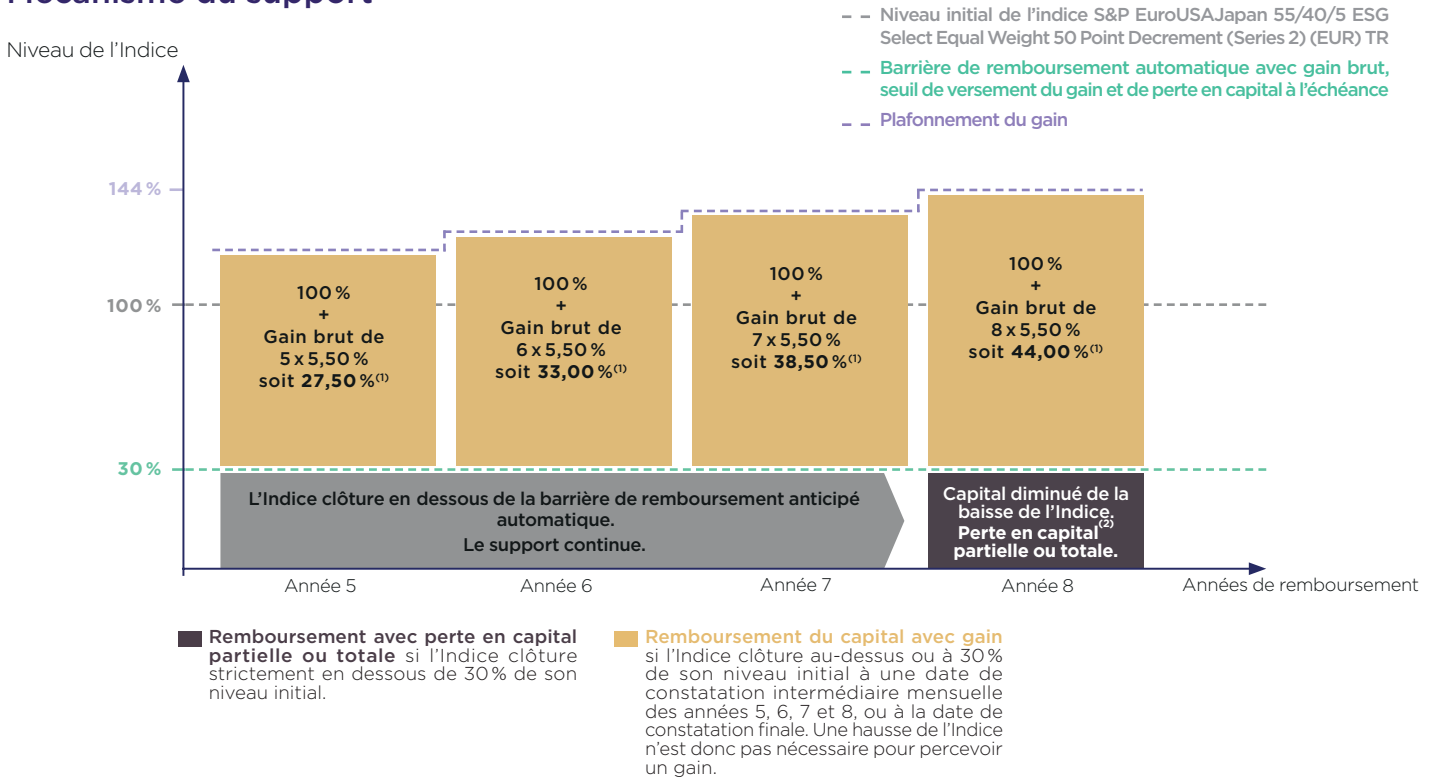 Mécanisme du support
Niveau de l’Indice
Niveau initial de l’indice S&P EuroUSAJapan 55/40/5 ESG
Select Equal Weight 50 Point Decrement (Series 2) (EUR) TR
Barrière de remboursement automatique avec gain brut,
seuil de versement du gain et de perte en capital à l’échéance
Plafonnement du gain
144 %
100 %
30 %
100 %
+
Gain brut de
5 x 5,50 %
soit 27,50 %(1)
100 %
+
Gain brut de
6 x 5,50 %
soit 33,00 %(1)
100 %
+
Gain brut de
7 x 5,50 %
soit 38,50 %(1)
100 %
+
Gain brut de
8 x 5,50 %
soit 44,00 %(1)
L’Indice clôture en dessous de la barrière de remboursement anticipé
automatique.
Le support continue.
Capital diminué de la
baisse de l’Indice.
Perte en capital(2)
partielle ou totale.
Année 5
Année 6
Année 7
Année 8
Années de remboursement
Remboursement avec perte en capital
partielle ou totale si l’Indice clôture
strictement en dessous de 30 % de son
niveau initial.
Remboursement du capital avec gain
si l’Indice clôture au-dessus ou à 30 %
de son niveau initial à une date de
constatation intermédiaire mensuelle
des années 5, 6, 7 et 8, ou à la date de
constatation finale. Une hausse de l’Indice
n’est donc pas nécessaire pour percevoir
un gain.